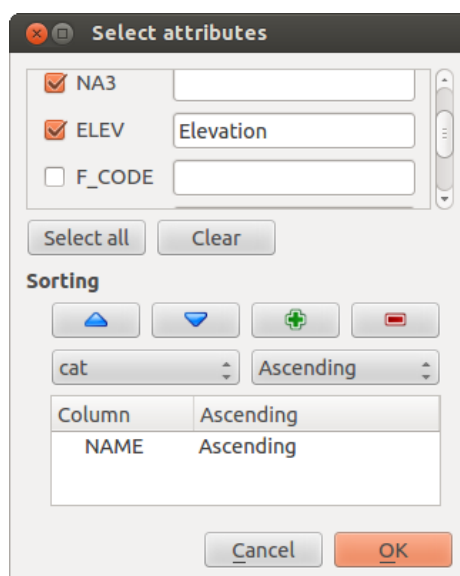 Select attributes
NA3
ELEV Elevation
F_CODE
Select all Clear
Sorting
cat Ascending
Column Ascending
NAME Ascending
Cancel OK